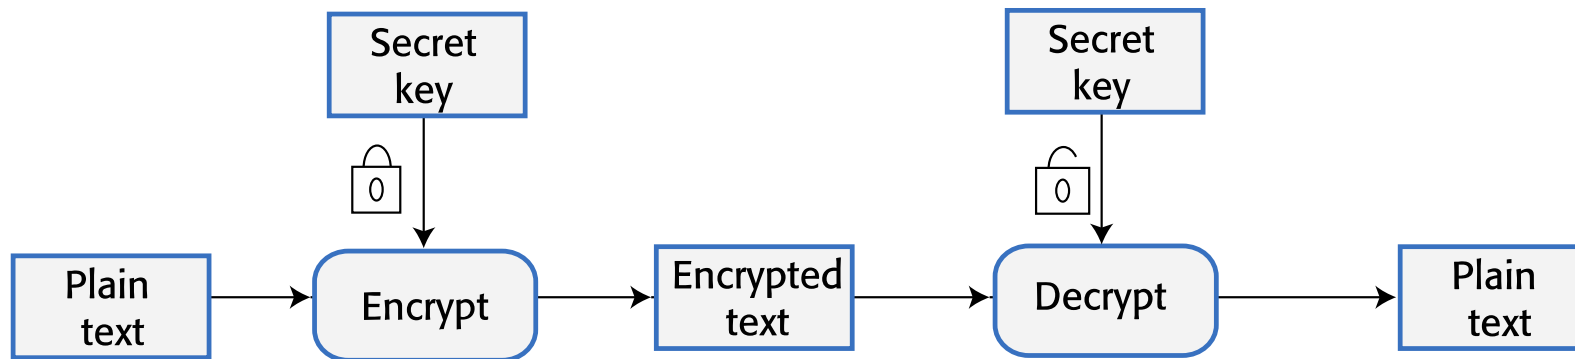 Secret
key
Secret
key
Plain
text
Encrypt
Encrypted
text
Decrypt
Plain
text